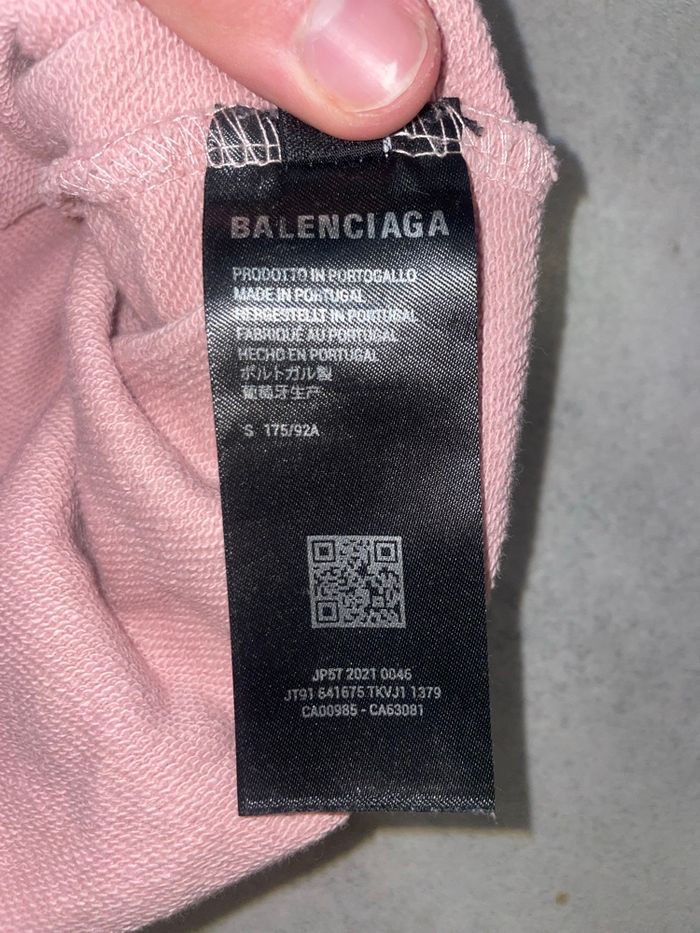 BALENCIAGA
PRODOTTO IN PORTOGALLO
MADE IN PORTUGAL
HERGESTELLT IN PORTUGAL
FABRIQUÉ AU PORTUGAL
HECHO EN PORTUGAL
ポルトガル製
葡萄牙生产
S 175/92A
JP57 2021 0046
JT91 641675 TKVJ1 1379
CA00985 - CA63081